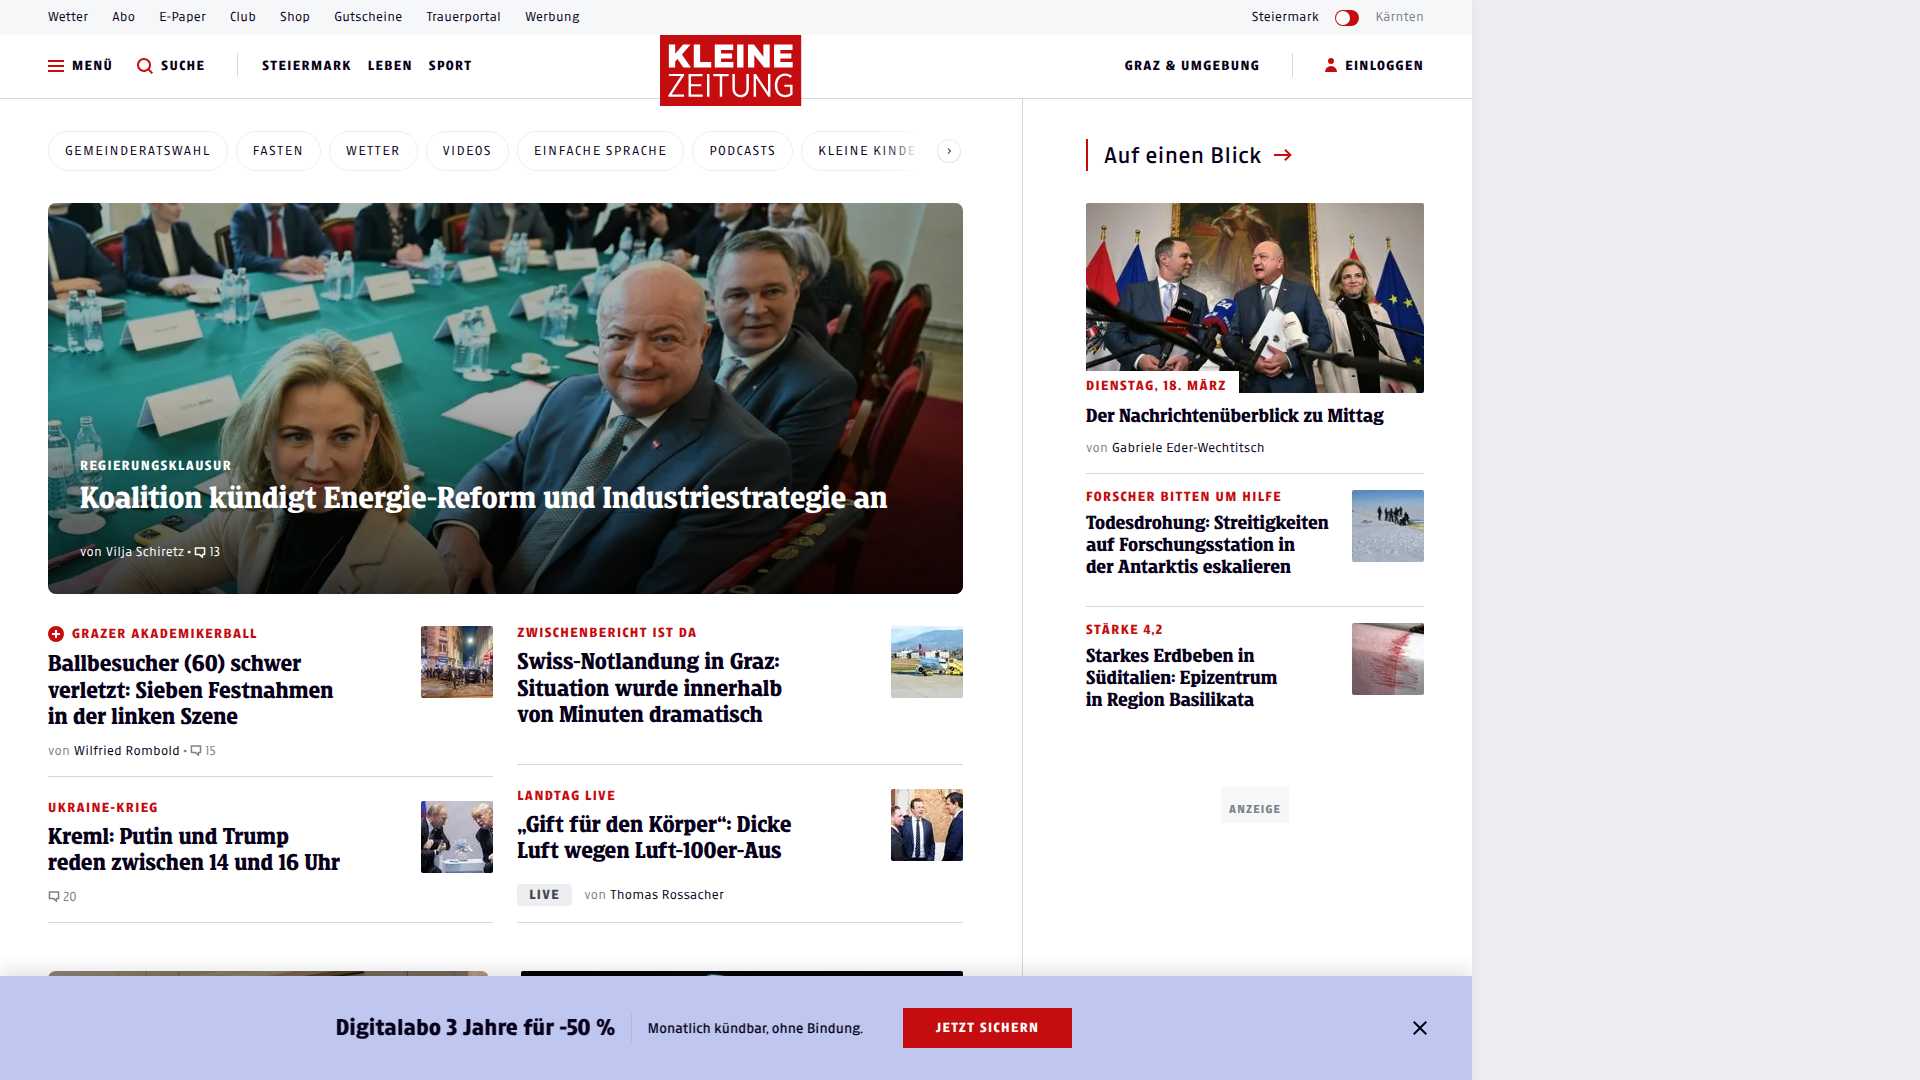 Wetter Abo E-Paper Club Shop Gutscheine Trauerportal Werbung
Steiermark Kärnten
MENÜ SUCHE STEIERMARK LEBEN SPORT
KLEINE
ZEITUNG
GRAZ & UMGEBUNG EINLOGGEN
GEMEINDERATSWAHL FASTEN WETTER VIDEOS EINFACHE SPRACHE PODCASTS KLEINE KINDE
REGIERUNGSKLAUSUR
Koalition kündigt Energie-Reform und Industriestrategie an
von Vilja Schiretz • 13
GRAZER AKADEMIKERBALL
Ballbesucher (60) schwer
verletzt: Sieben Festnahmen
in der linken Szene
von Wilfried Rombold • 15
ZWISCHENBERICHT IST DA
Swiss-Notlandung in Graz:
Situation wurde innerhalb
von Minuten dramatisch
UKRAINE-KRIEG
Kreml: Putin und Trump
reden zwischen 14 und 16 Uhr
20
LANDTAG LIVE
„Gift für den Körper“: Dicke
Luft wegen Luft-100er-Aus
LIVE von Thomas Rossacher
Auf einen Blick
DIENSTAG, 18. MÄRZ
Der Nachrichtenüberblick zu Mittag
von Gabriele Eder-Wechtitsch
FORSCHER BITTEN UM HILFE
Todesdrohung: Streitigkeiten
auf Forschungsstation in
der Antarktis eskalieren
STÄRKE 4,2
Starkes Erdbeben in
Süditalien: Epizentrum
in Region Basilikata
ANZEIGE
Digitalabo 3 Jahre für -50 %
Monatlich kündbar, ohne Bindung.
JETZT SICHERN